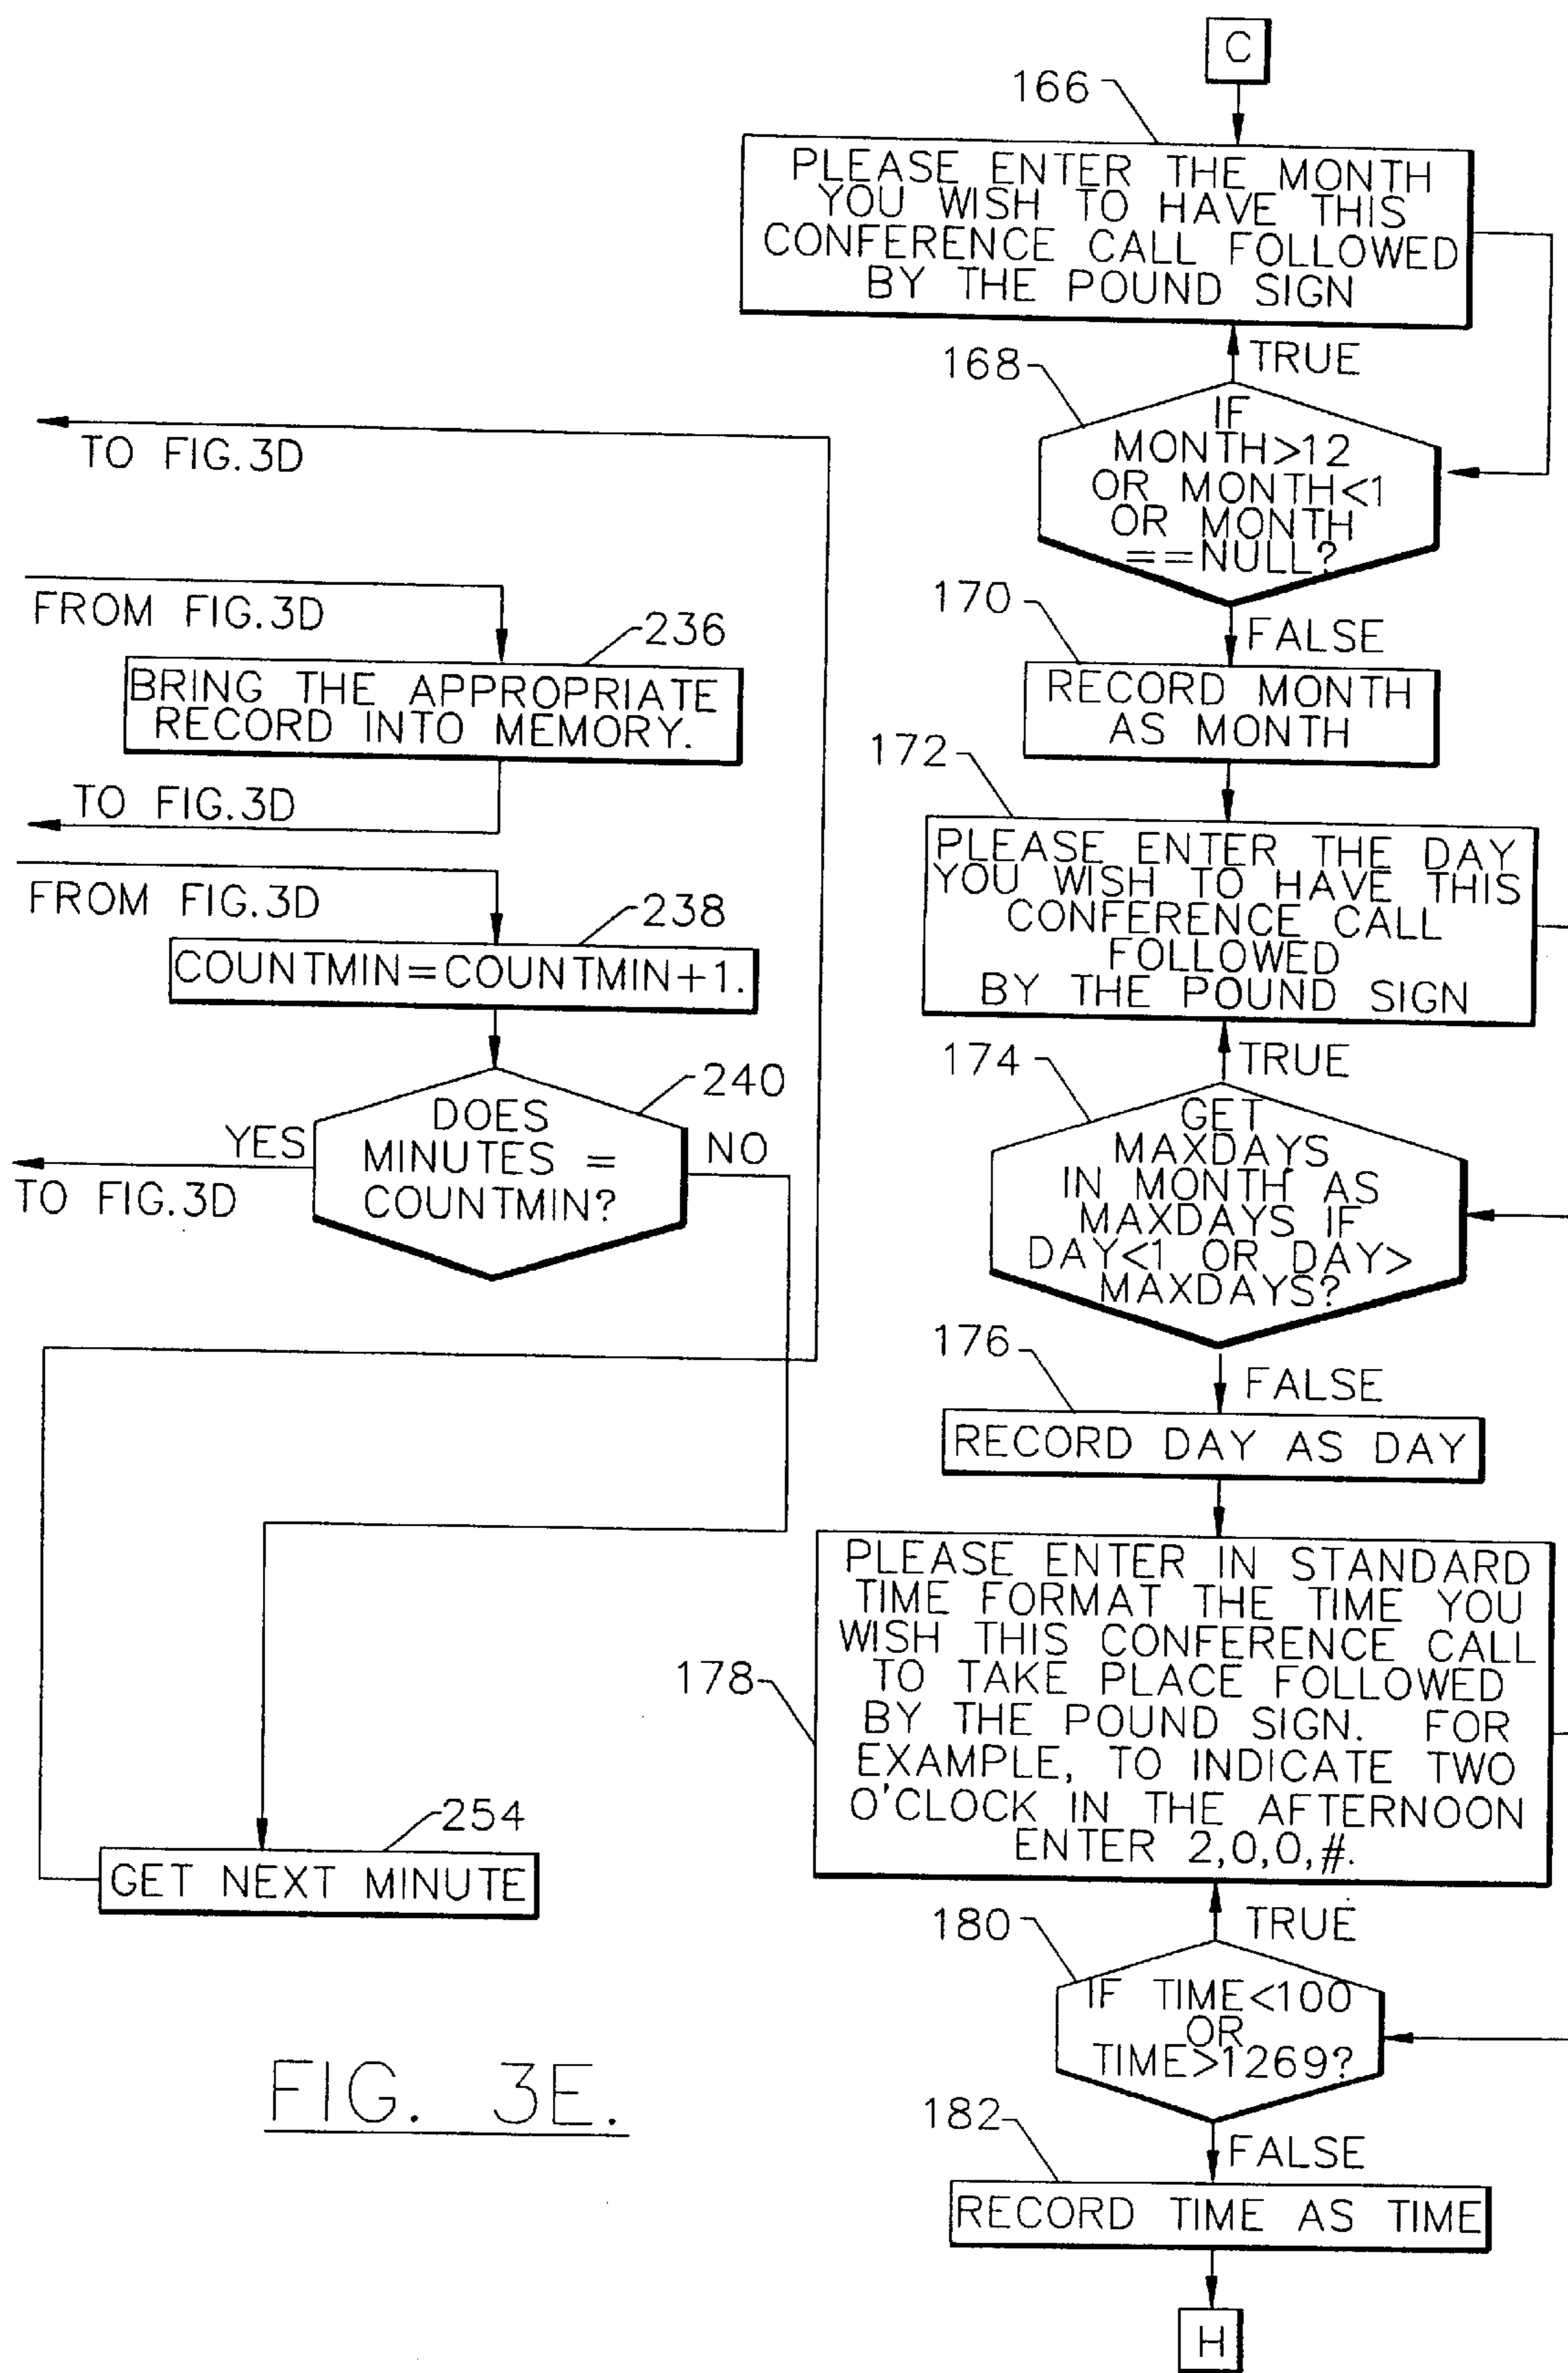 C
166
PLEASE ENTER THE MONTH
YOU WISH TO HAVE THIS
CONFERENCE CALL FOLLOWED
BY THE POUND SIGN
TRUE
168
IF
MONTH>12
OR MONTH<1
OR MONTH
==NULL?
FALSE
170
RECORD MONTH
AS MONTH
172
PLEASE ENTER THE DAY
YOU WISH TO HAVE THIS
CONFERENCE CALL
FOLLOWED
BY THE POUND SIGN
TRUE
174
GET
MAXDAYS
IN MONTH AS
MAXDAYS IF
DAY<1 OR DAY>
MAXDAYS?
FALSE
176
RECORD DAY AS DAY
178
PLEASE ENTER IN STANDARD
TIME FORMAT THE TIME YOU
WISH THIS CONFERENCE CALL
TO TAKE PLACE FOLLOWED
BY THE POUND SIGN. FOR
EXAMPLE, TO INDICATE TWO
O'CLOCK IN THE AFTERNOON
ENTER 2,0,0,#.
TRUE
180
IF TIME<100
OR
TIME>1269?
FALSE
182
RECORD TIME AS TIME
H
TO FIG.3D
FROM FIG.3D
236
BRING THE APPROPRIATE
RECORD INTO MEMORY.
TO FIG.3D
FROM FIG.3D
238
COUNTMIN=COUNTMIN+1.
240
DOES
MINUTES =
COUNTMIN?
YES
NO
TO FIG.3D
254
GET NEXT MINUTE
FIG. 3E.